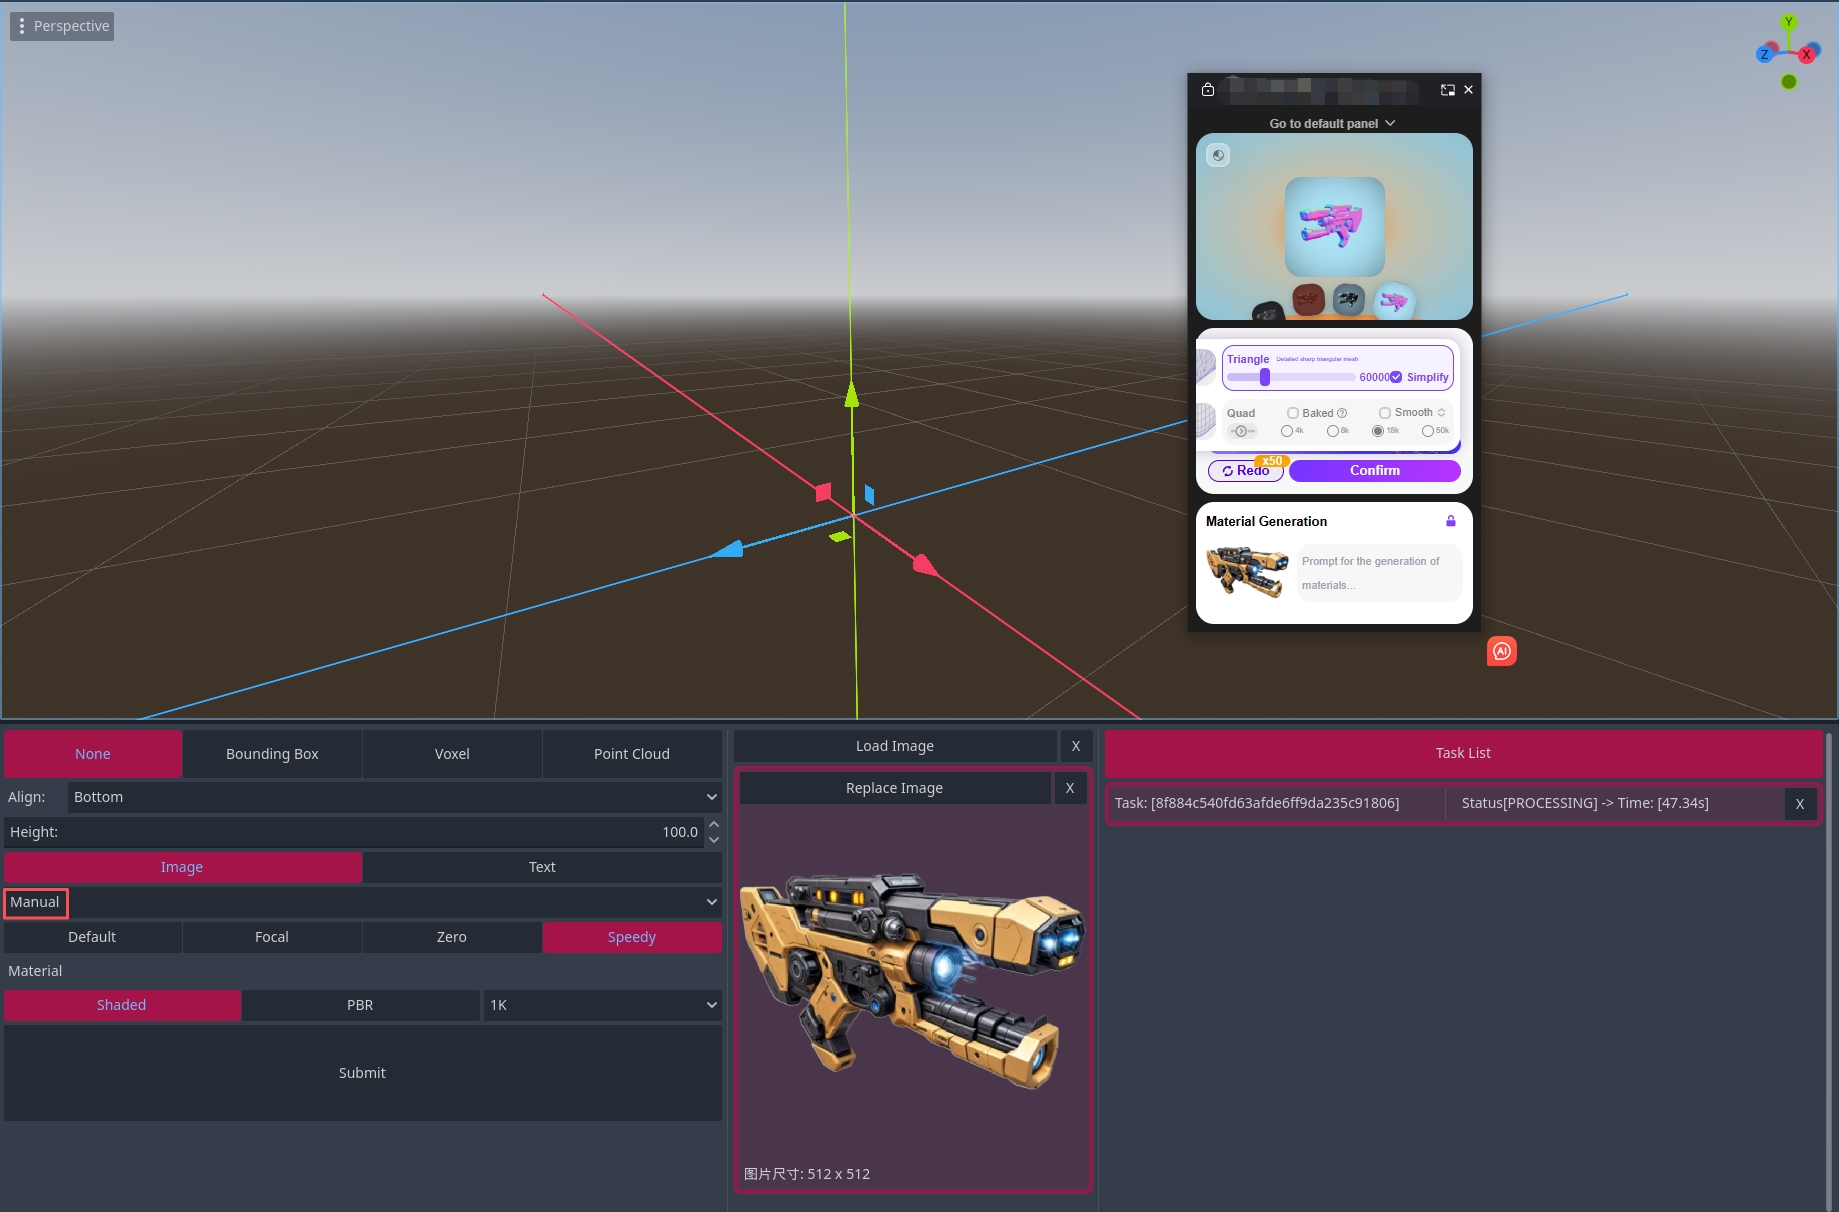 Perspective
Y
Z
X
Go to default panel
Triangle Detailed sharp triangular mesh
60000 Simplify
Quad Baked Smooth
4k 8k 18k 50k
x50
Redo Confirm
Material Generation
Prompt for the generation of
materials...
AI
None Bounding Box Voxel Point Cloud
Align: Bottom
Height: 100.0
Image Text
Manual
Default Focal Zero Speedy
Material
Shaded PBR 1K
Submit
Load Image X
Replace Image X
图片尺寸: 512 x 512
Task List
Task: [8f884c540fd63afde6ff9da235c91806] Status[PROCESSING] -> Time: [47.34s] X